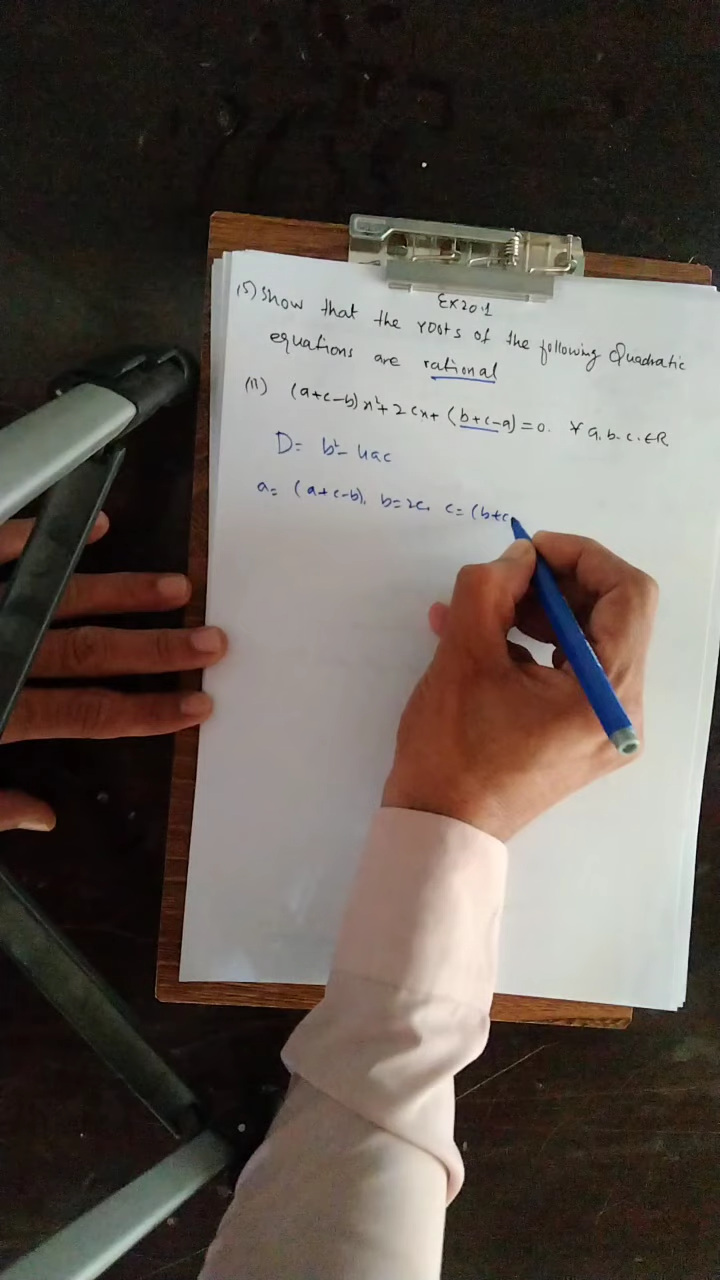 Ex 20.1
(5) Show that the roots of the following Quadratic
equations are rational
(ii) (a+c-b)x²+2cx+(b+c-a)=0. ∀ a.b.c.∈R
D= b²-4ac
a= (a+c-b). b=2c. c= (b+c